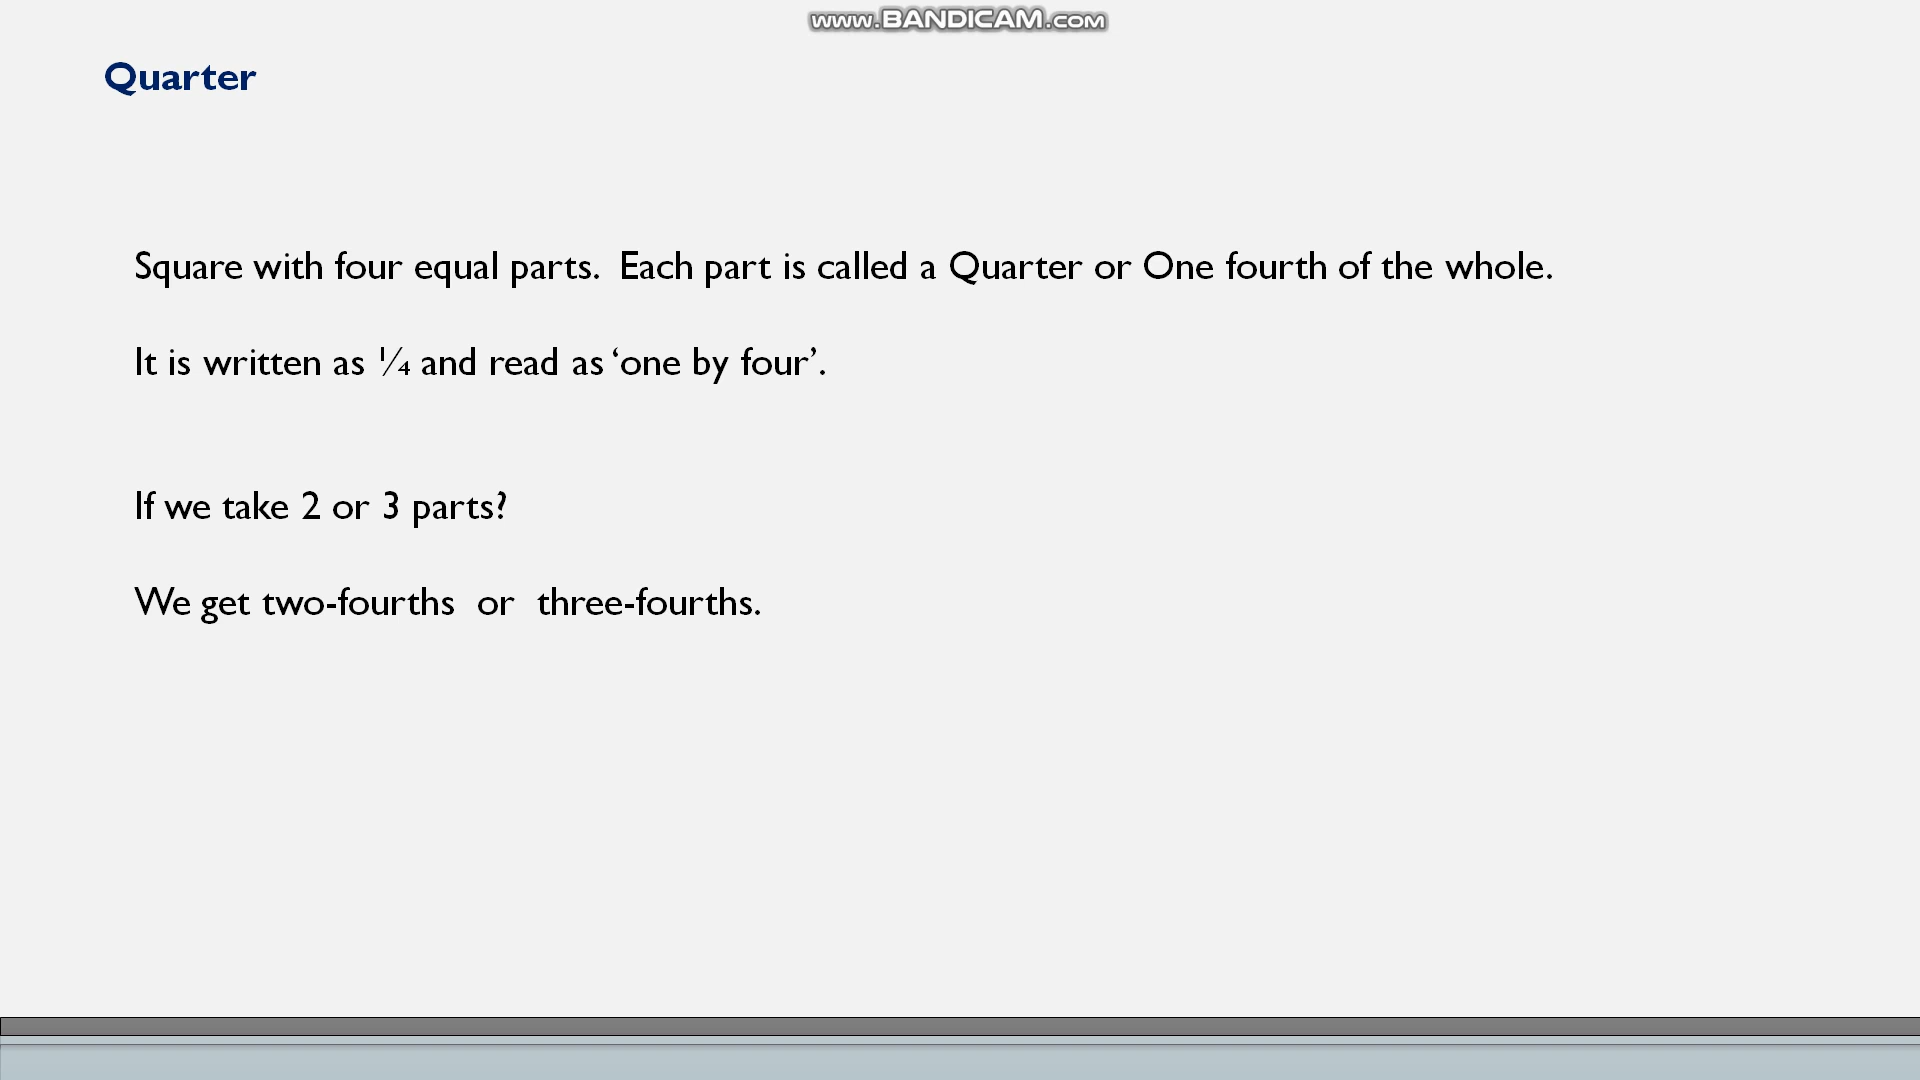 www.BANDICAM.com
Quarter
Square with four equal parts.  Each part is called a Quarter or One fourth of the whole.
It is written as ¼ and read as ‘one by four’.
If we take 2 or 3 parts?
We get two-fourths  or  three-fourths.